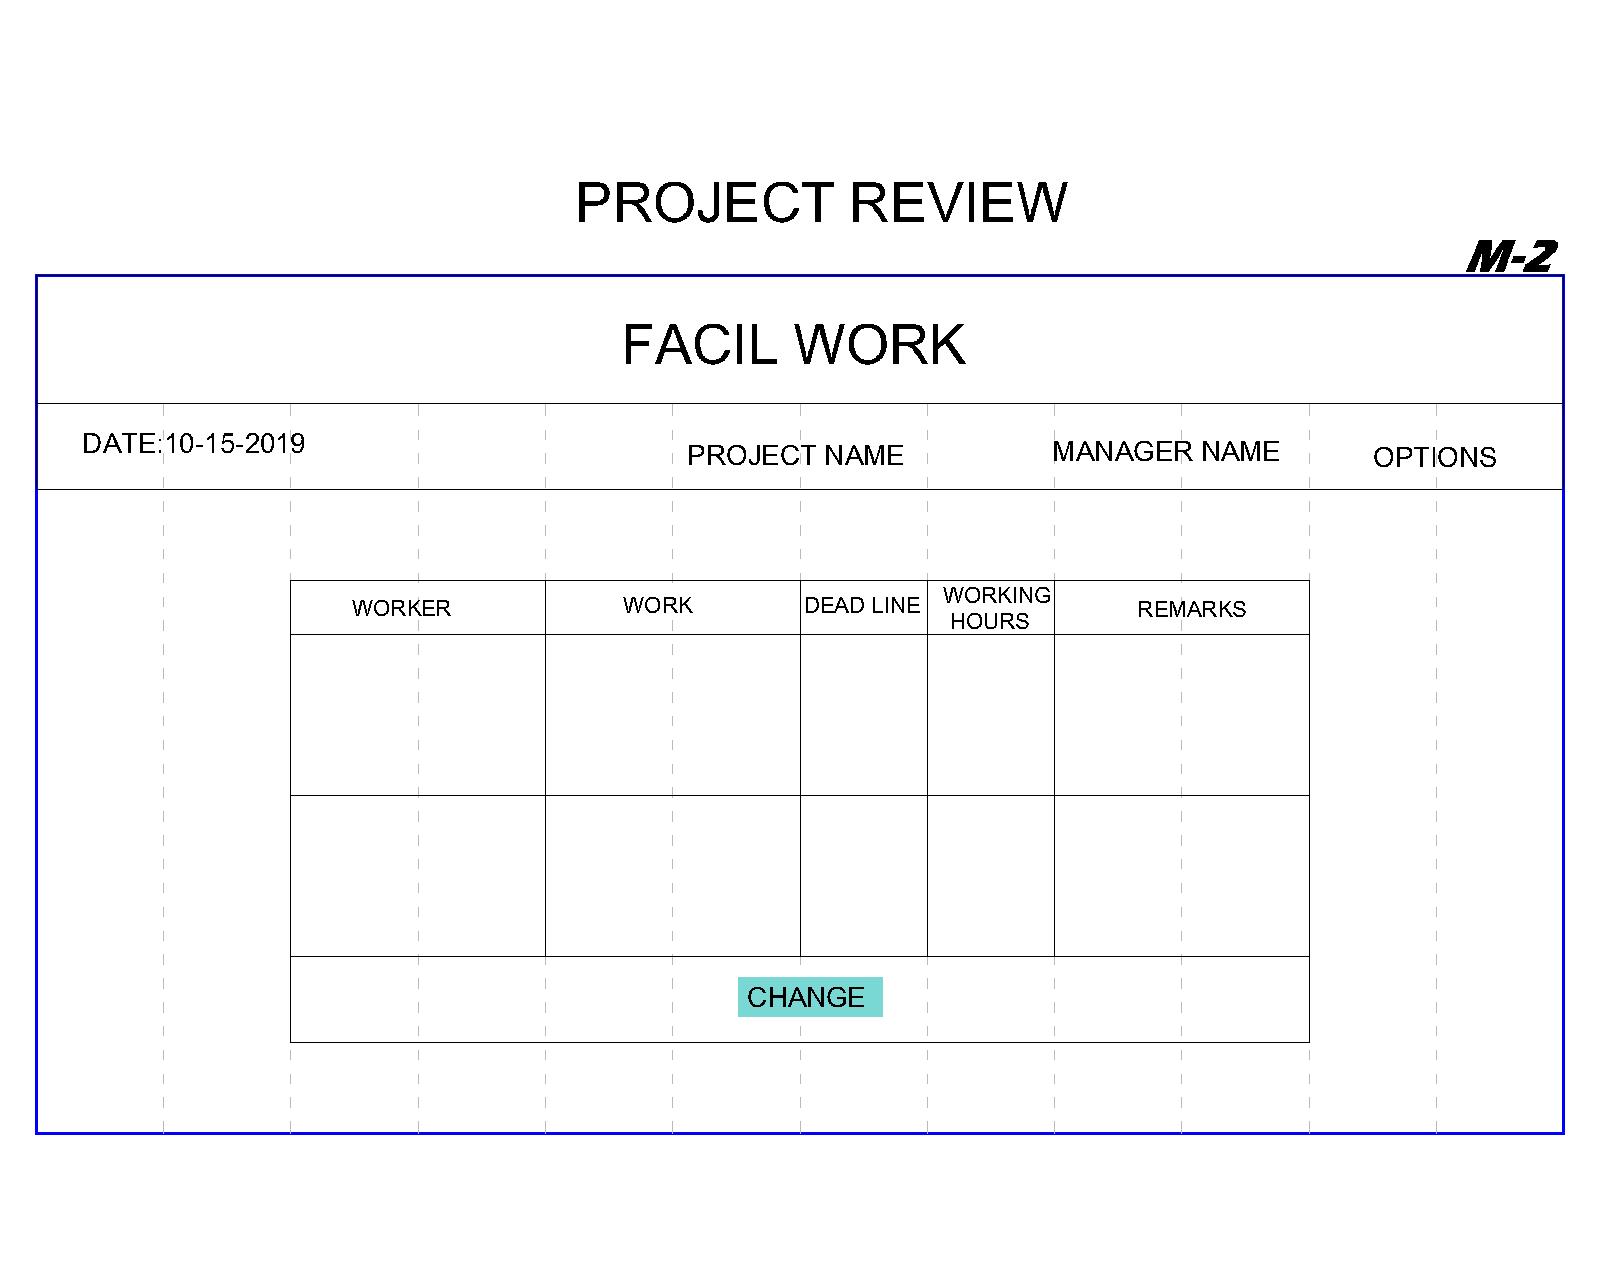 PROJECT REVIEW
M-2
FACIL WORK
DATE:10-15-2019
PROJECT NAME
MANAGER NAME
OPTIONS
WORKER
WORK
DEAD LINE
WORKING
HOURS
REMARKS
CHANGE